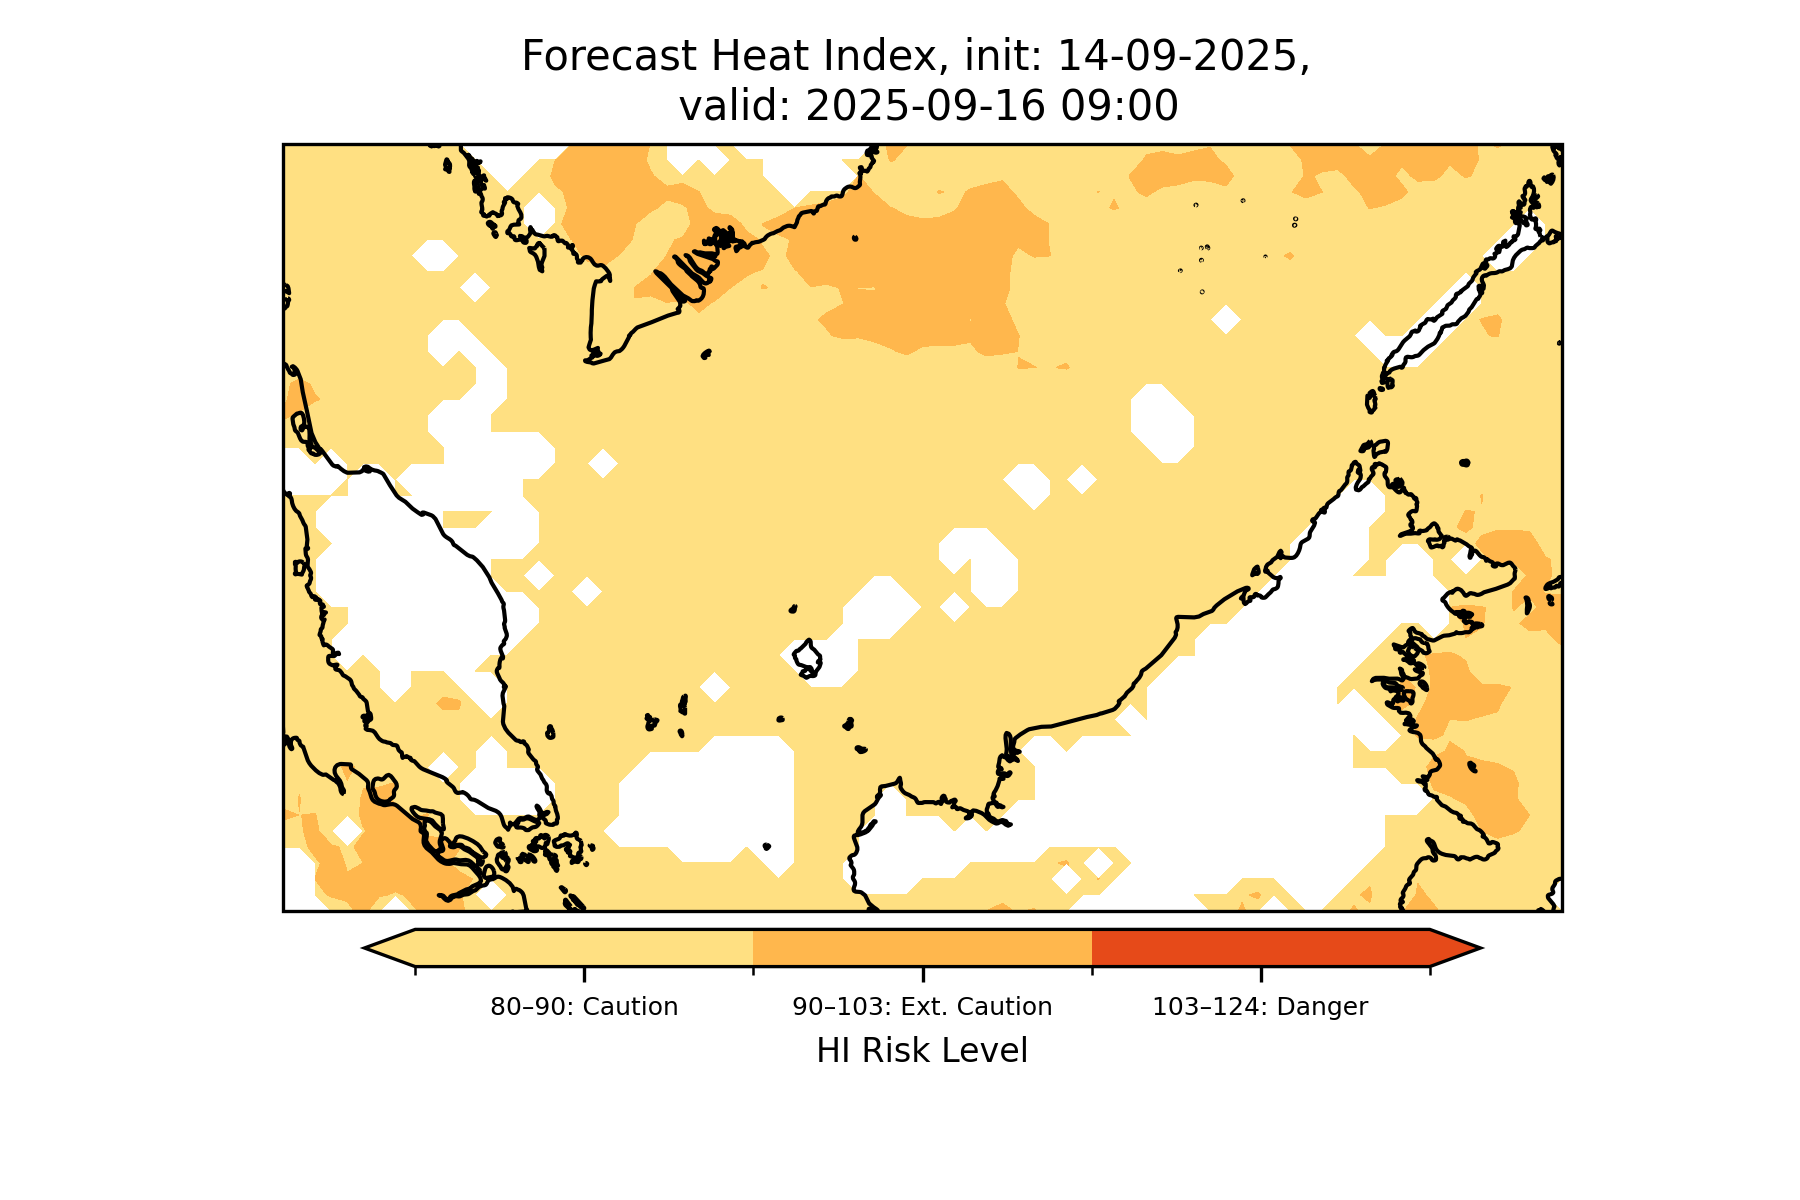 Forecast Heat Index, init: 14-09-2025,
valid: 2025-09-16 09:00
80–90: Caution
90–103: Ext. Caution
103–124: Danger
HI Risk Level